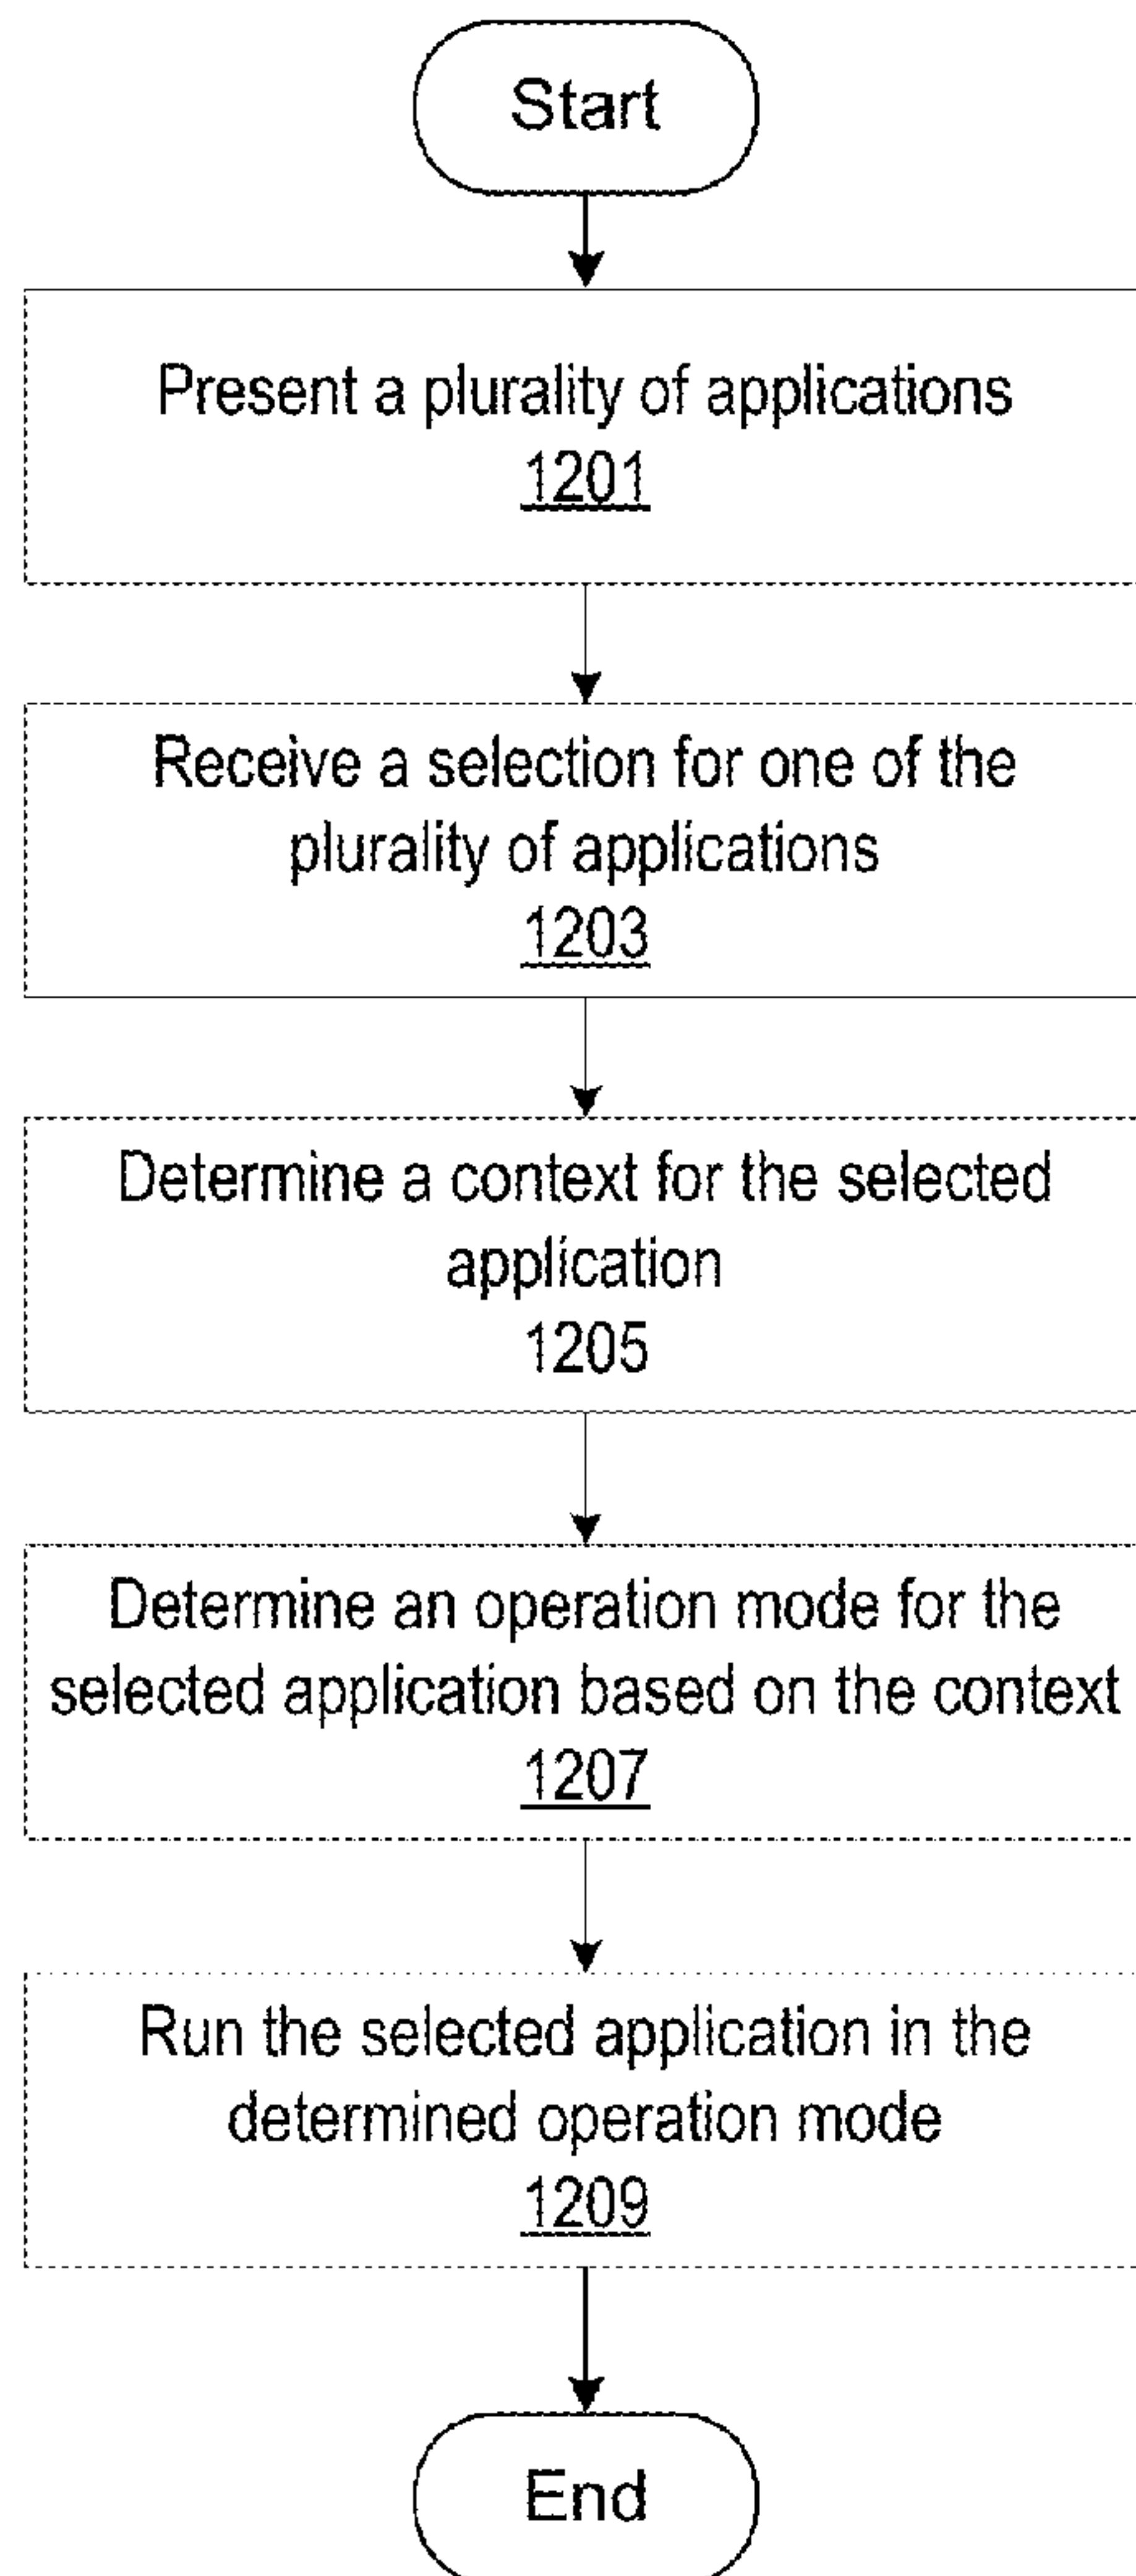 Start
Present a plurality of applications
1201
Receive a selection for one of the
plurality of applications
1203
Determine a context for the selected
application
1205
Determine an operation mode for the
selected application based on the context
1207
Run the selected application in the
determined operation mode
1209
End